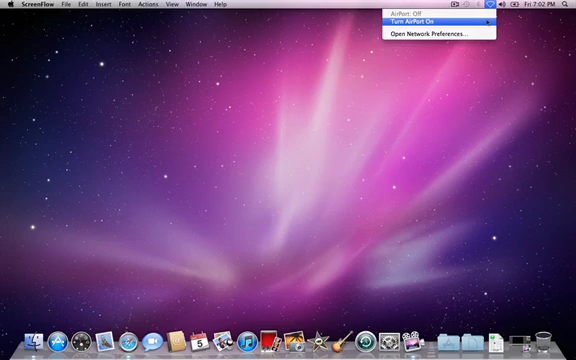 ScreenFlow File Edit Insert Font Actions View Window Help Fri 7:02 PM
AirPort: Off
Turn AirPort On
Open Network Preferences...
5